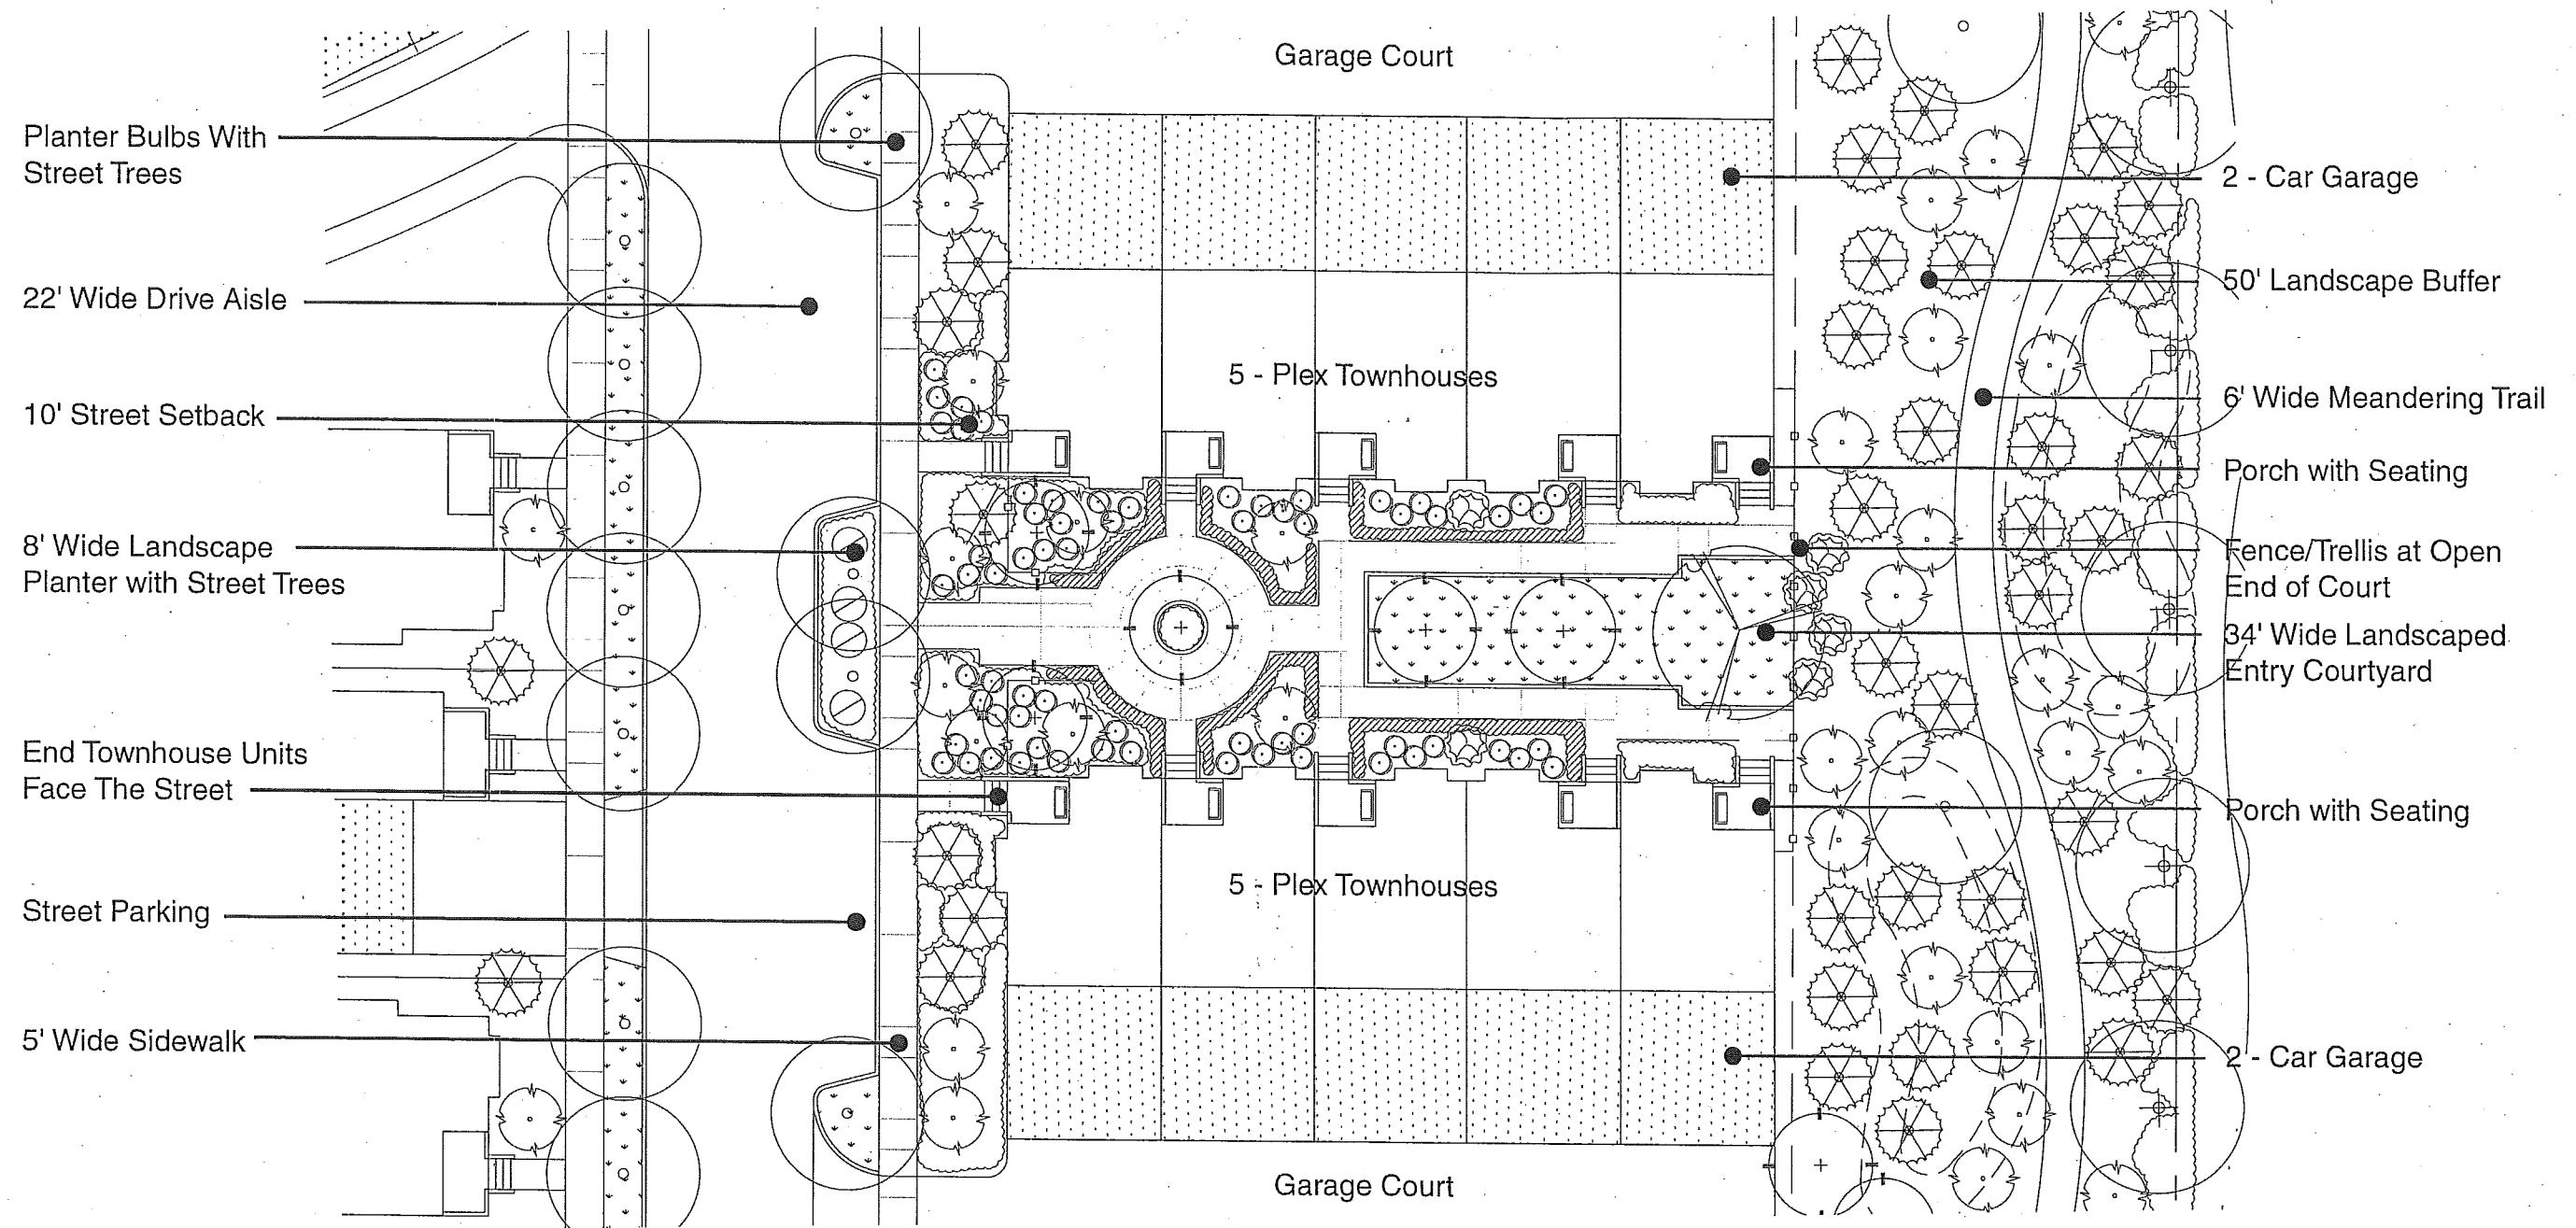 Garage Court
Planter Bulbs With
Street Trees
2 - Car Garage
22' Wide Drive Aisle
50' Landscape Buffer
5 - Plex Townhouses
6' Wide Meandering Trail
10' Street Setback
Porch with Seating
8' Wide Landscape
Planter with Street Trees
Fence/Trellis at Open
End of Court
34' Wide Landscaped
Entry Courtyard
End Townhouse Units
Face The Street
Porch with Seating
5 - Plex Townhouses
Street Parking
5' Wide Sidewalk
2 - Car Garage
Garage Court